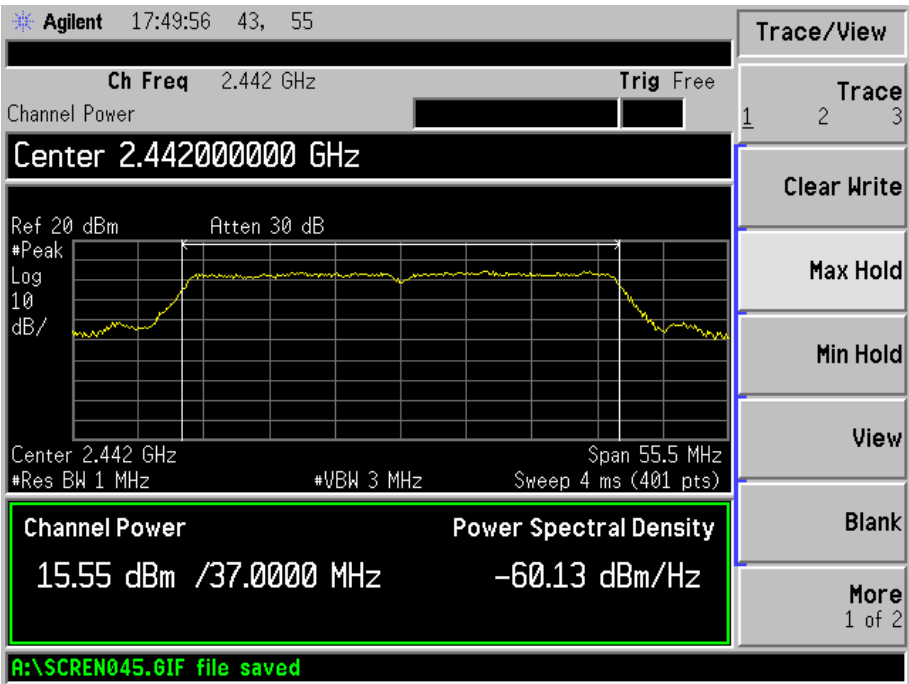 Agilent 17:49:56 43, 55
Trace/View
Ch Freq 2.442 GHz Trig Free
Channel Power
Trace
1 2 3
Center 2.442000000 GHz
Clear Write
Ref 20 dBm Atten 30 dB
#Peak
Log
10
dB/
Max Hold
Min Hold
Center 2.442 GHz Span 55.5 MHz
#Res BW 1 MHz #VBW 3 MHz Sweep 4 ms (401 pts)
View
Channel Power Power Spectral Density
15.55 dBm /37.0000 MHz -60.13 dBm/Hz
Blank
More
1 of 2
A:\SCREN045.GIF file saved